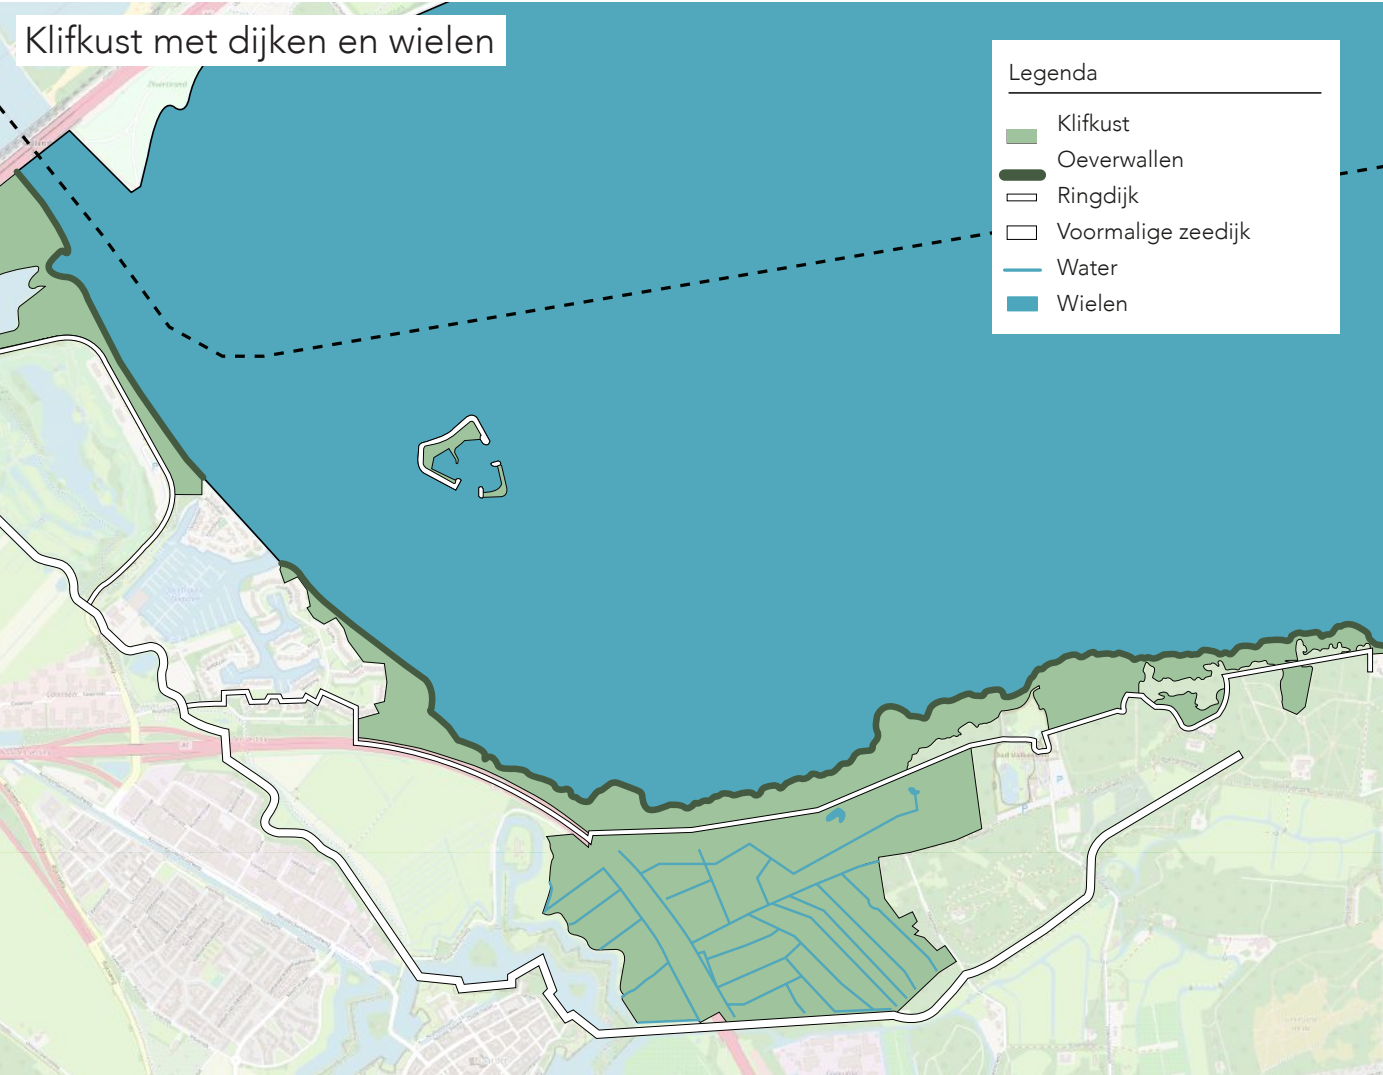 Klifkust met dijken en wielen
Legenda
Klifkust
Oeverwallen
Ringdijk
Voormalige zeedijk
Water
Wielen